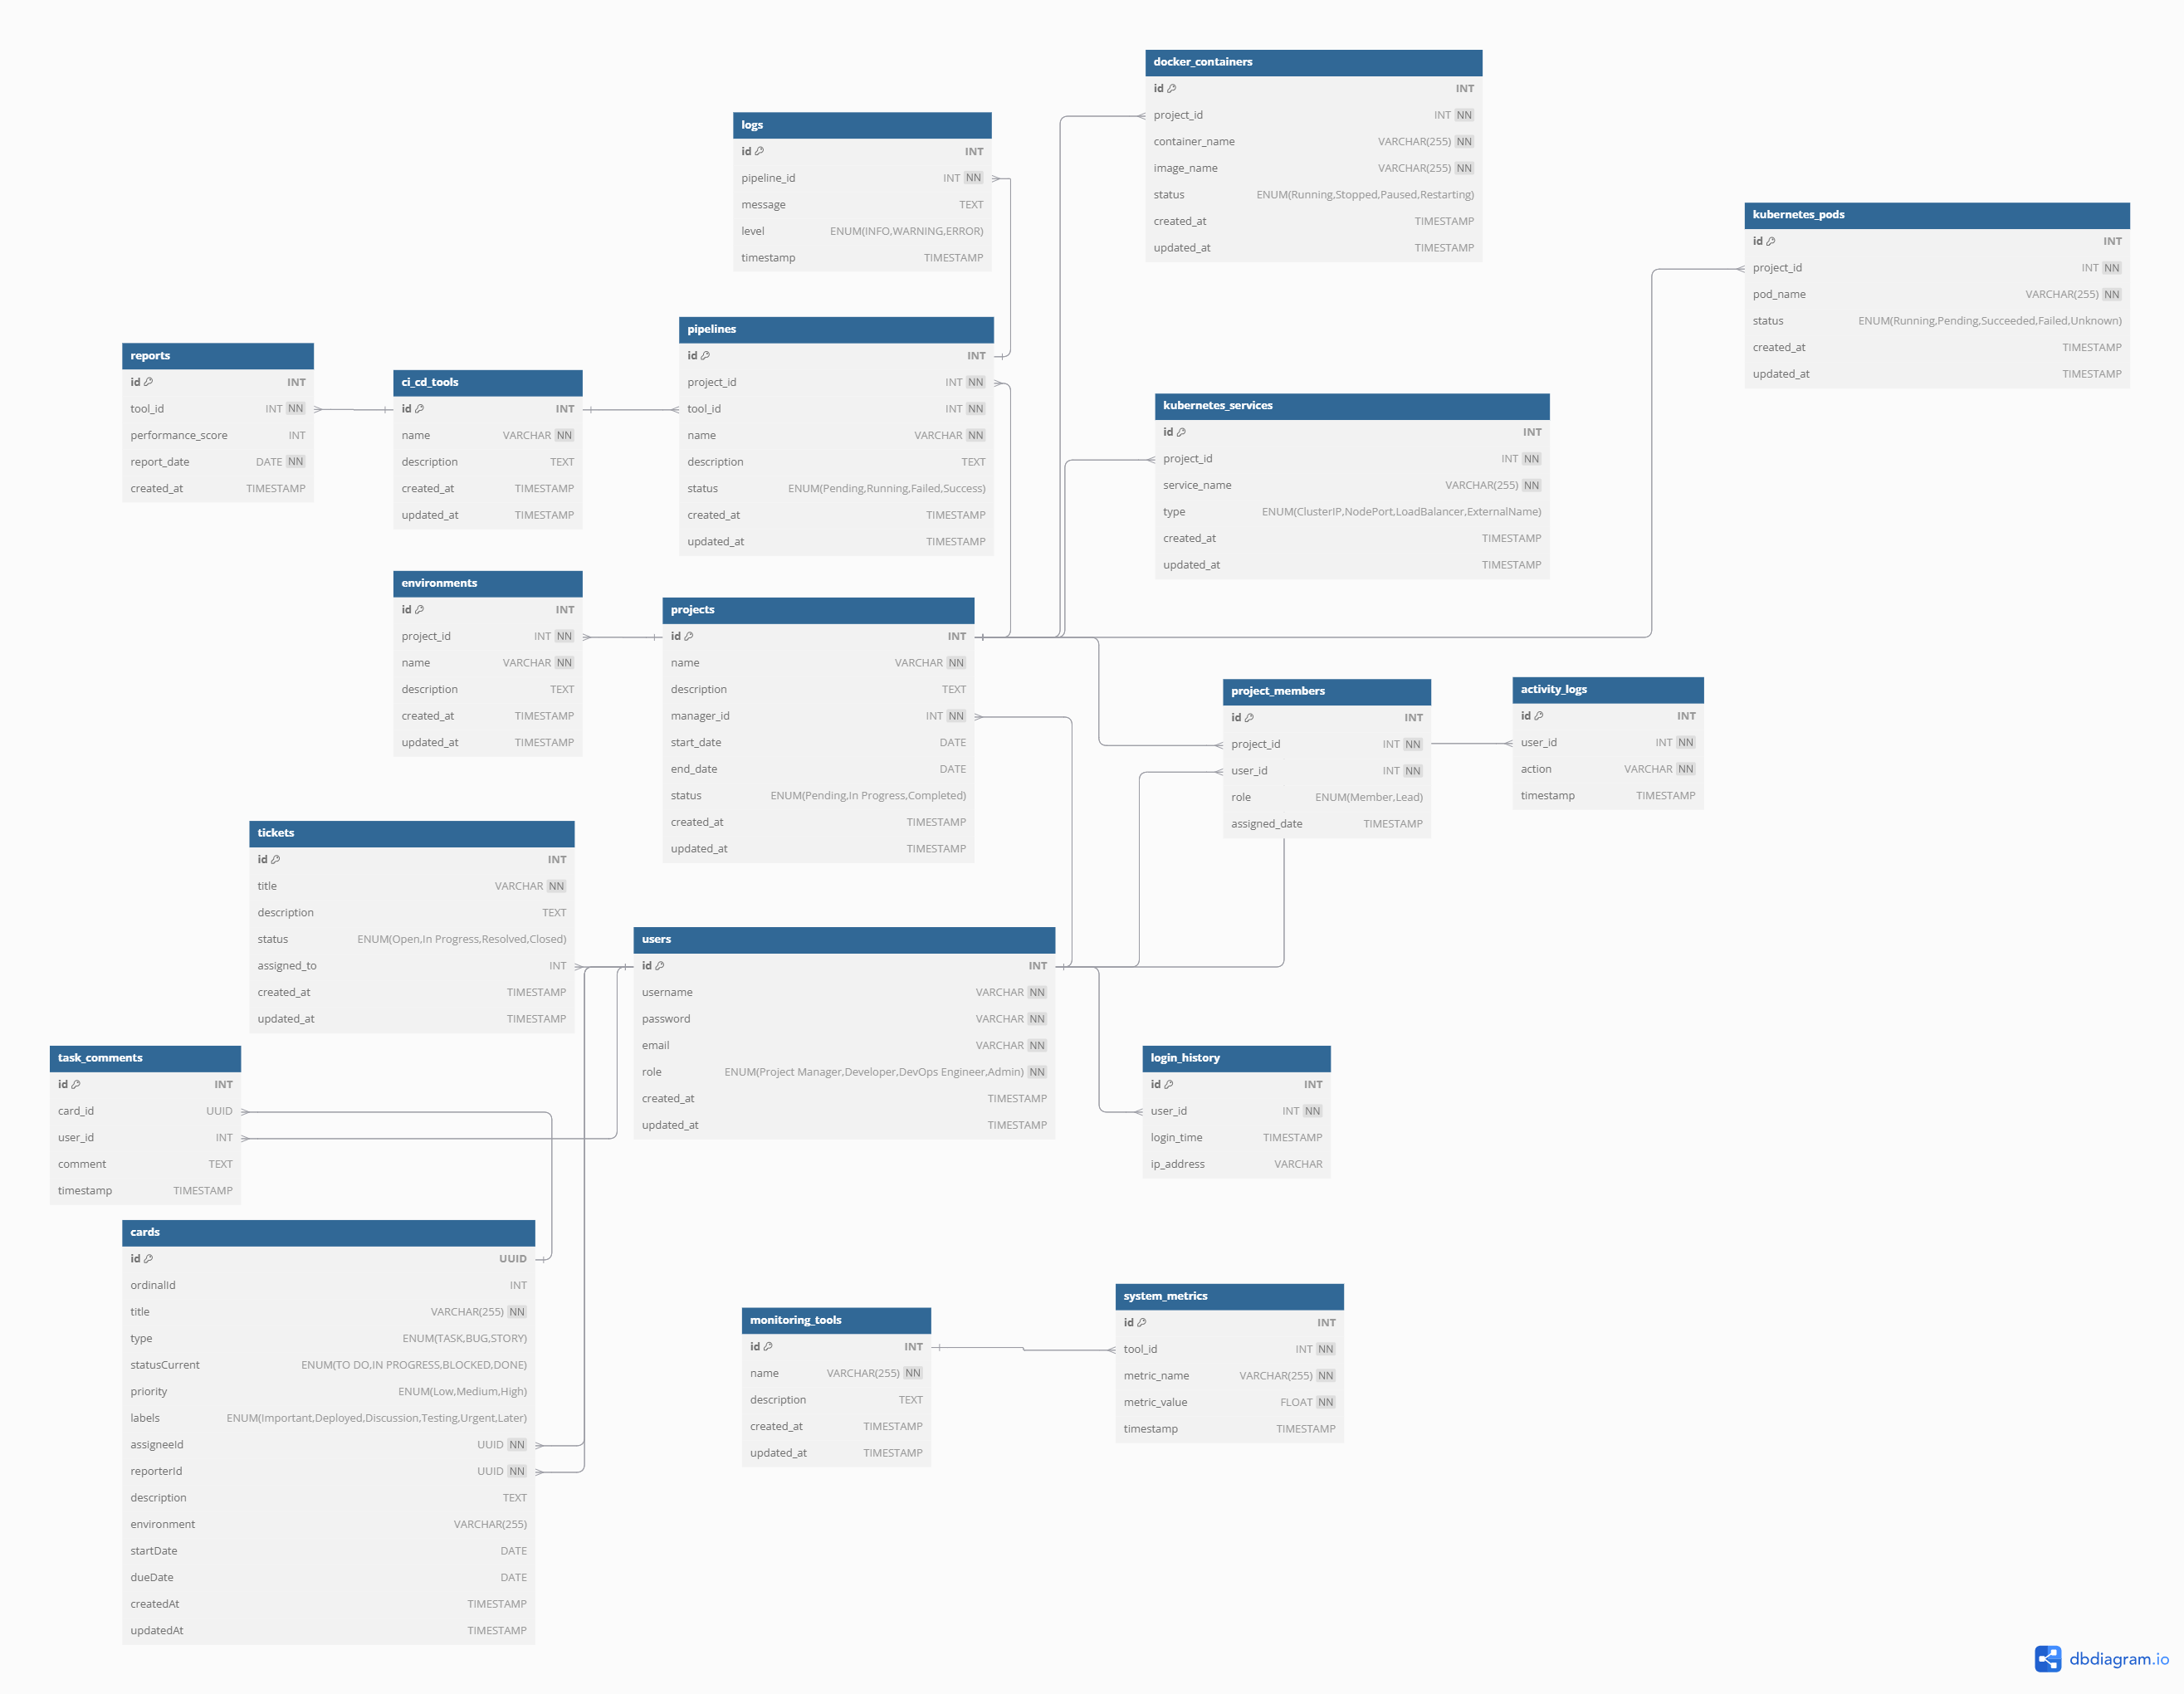 docker_containers
id INT
project_id INT NN
container_name VARCHAR(255) NN
image_name VARCHAR(255) NN
status ENUM(Running,Stopped,Paused,Restarting)
created_at TIMESTAMP
updated_at TIMESTAMP
logs
id INT
pipeline_id INT NN
message TEXT
level ENUM(INFO,WARNING,ERROR)
timestamp TIMESTAMP
kubernetes_pods
id INT
project_id INT NN
pod_name VARCHAR(255) NN
status ENUM(Running,Pending,Succeeded,Failed,Unknown)
created_at TIMESTAMP
updated_at TIMESTAMP
pipelines
id INT
project_id INT NN
tool_id INT NN
name VARCHAR NN
description TEXT
status ENUM(Pending,Running,Failed,Success)
created_at TIMESTAMP
updated_at TIMESTAMP
reports
id INT
tool_id INT NN
performance_score INT
report_date DATE NN
created_at TIMESTAMP
ci_cd_tools
id INT
name VARCHAR NN
description TEXT
created_at TIMESTAMP
updated_at TIMESTAMP
kubernetes_services
id INT
project_id INT NN
service_name VARCHAR(255) NN
type ENUM(ClusterIP,NodePort,LoadBalancer,ExternalName)
created_at TIMESTAMP
updated_at TIMESTAMP
environments
id INT
project_id INT NN
name VARCHAR NN
description TEXT
created_at TIMESTAMP
updated_at TIMESTAMP
projects
id INT
name VARCHAR NN
description TEXT
manager_id INT NN
start_date DATE
end_date DATE
status ENUM(Pending,In Progress,Completed)
created_at TIMESTAMP
updated_at TIMESTAMP
project_members
id INT
project_id INT NN
user_id INT NN
role ENUM(Member,Lead)
assigned_date TIMESTAMP
activity_logs
id INT
user_id INT NN
action VARCHAR NN
timestamp TIMESTAMP
tickets
id INT
title VARCHAR NN
description TEXT
status ENUM(Open,In Progress,Resolved,Closed)
assigned_to INT
created_at TIMESTAMP
updated_at TIMESTAMP
users
id INT
username VARCHAR NN
password VARCHAR NN
email VARCHAR NN
role ENUM(Project Manager,Developer,DevOps Engineer,Admin) NN
created_at TIMESTAMP
updated_at TIMESTAMP
task_comments
id INT
card_id UUID
user_id INT
comment TEXT
timestamp TIMESTAMP
login_history
id INT
user_id INT NN
login_time TIMESTAMP
ip_address VARCHAR
cards
id UUID
ordinalId INT
title VARCHAR(255) NN
type ENUM(TASK,BUG,STORY)
statusCurrent ENUM(TO DO,IN PROGRESS,BLOCKED,DONE)
priority ENUM(Low,Medium,High)
labels ENUM(Important,Deployed,Discussion,Testing,Urgent,Later)
assigneeId UUID NN
reporterId UUID NN
description TEXT
environment VARCHAR(255)
startDate DATE
dueDate DATE
createdAt TIMESTAMP
updatedAt TIMESTAMP
monitoring_tools
id INT
name VARCHAR(255) NN
description TEXT
created_at TIMESTAMP
updated_at TIMESTAMP
system_metrics
id INT
tool_id INT NN
metric_name VARCHAR(255) NN
metric_value FLOAT NN
timestamp TIMESTAMP
dbdiagram.io